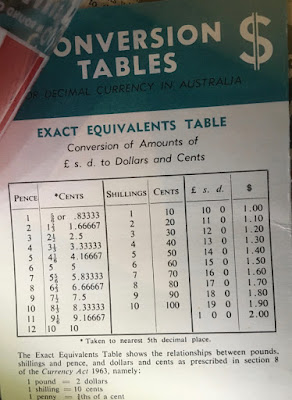 CONVERSION $
TABLES
FOR DECIMAL CURRENCY IN AUSTRALIA
EXACT EQUIVALENTS TABLE
Conversion of Amounts of
£ s. d. to Dollars and Cents
PENCE *CENTS SHILLINGS CENTS £ s. d. $
1 ⅚ or .83333 1 10 10 0 1.00
2 1⅔ 1.66667 2 20 11 0 1.10
3 2½ 2.5 3 30 12 0 1.20
4 3⅓ 3.33333 4 40 13 0 1.30
5 4⅙ 4.16667 5 50 14 0 1.40
6 5 5 6 60 15 0 1.50
7 5⅚ 5.83333 7 70 16 0 1.60
8 6⅔ 6.66667 8 80 17 0 1.70
9 7½ 7.5 9 90 18 0 1.80
10 8⅓ 8.33333 10 100 19 0 1.90
11 9⅙ 9.16667 1 0 0 2.00
12 10 10
* Taken to nearest 5th decimal place.
The Exact Equivalents Table shows the relationships between pounds,
shillings and pence, and dollars and cents as prescribed in section 8
of the Currency Act 1963, namely:
1 pound = 2 dollars
1 shilling = 10 cents
1 penny = ⅚ths of a cent